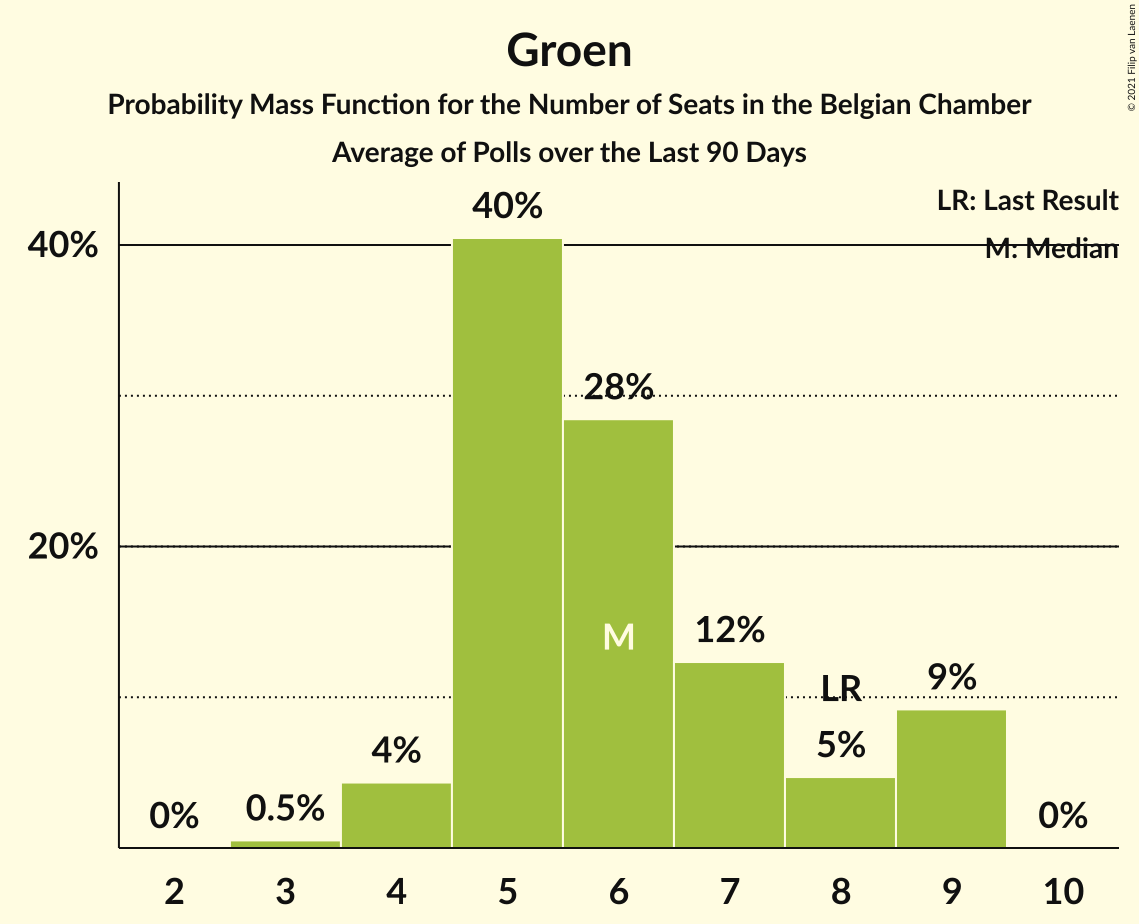 Groen
Probability Mass Function for the Number of Seats in the Belgian Chamber
Average of Polls over the Last 90 Days
© 2021 Filip van Laenen
LR: Last Result
M: Median
40%
20%
0%
0.5%
4%
40%
28%
12%
LR
5%
9%
0%
M
2 3 4 5 6 7 8 9 10